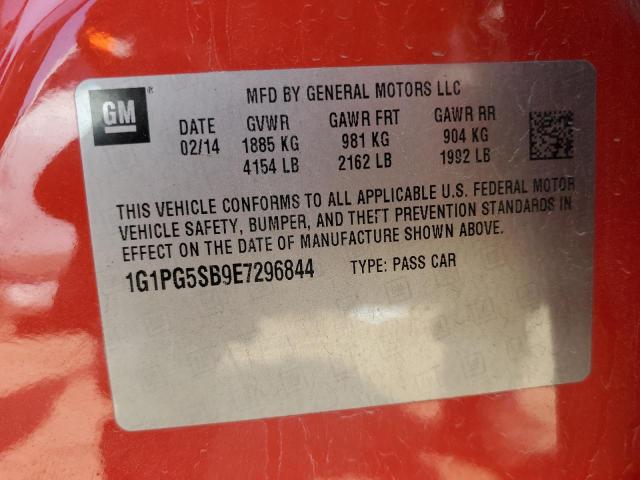 GM ®
MFD BY GENERAL MOTORS LLC
DATE GVWR GAWR FRT GAWR RR
02/14 1885 KG 981 KG 904 KG
4154 LB 2162 LB 1992 LB
THIS VEHICLE CONFORMS TO ALL APPLICABLE U.S. FEDERAL MOTOR
VEHICLE SAFETY, BUMPER, AND THEFT PREVENTION STANDARDS IN
EFFECT ON THE DATE OF MANUFACTURE SHOWN ABOVE.
1G1PG5SB9E7296844 TYPE: PASS CAR